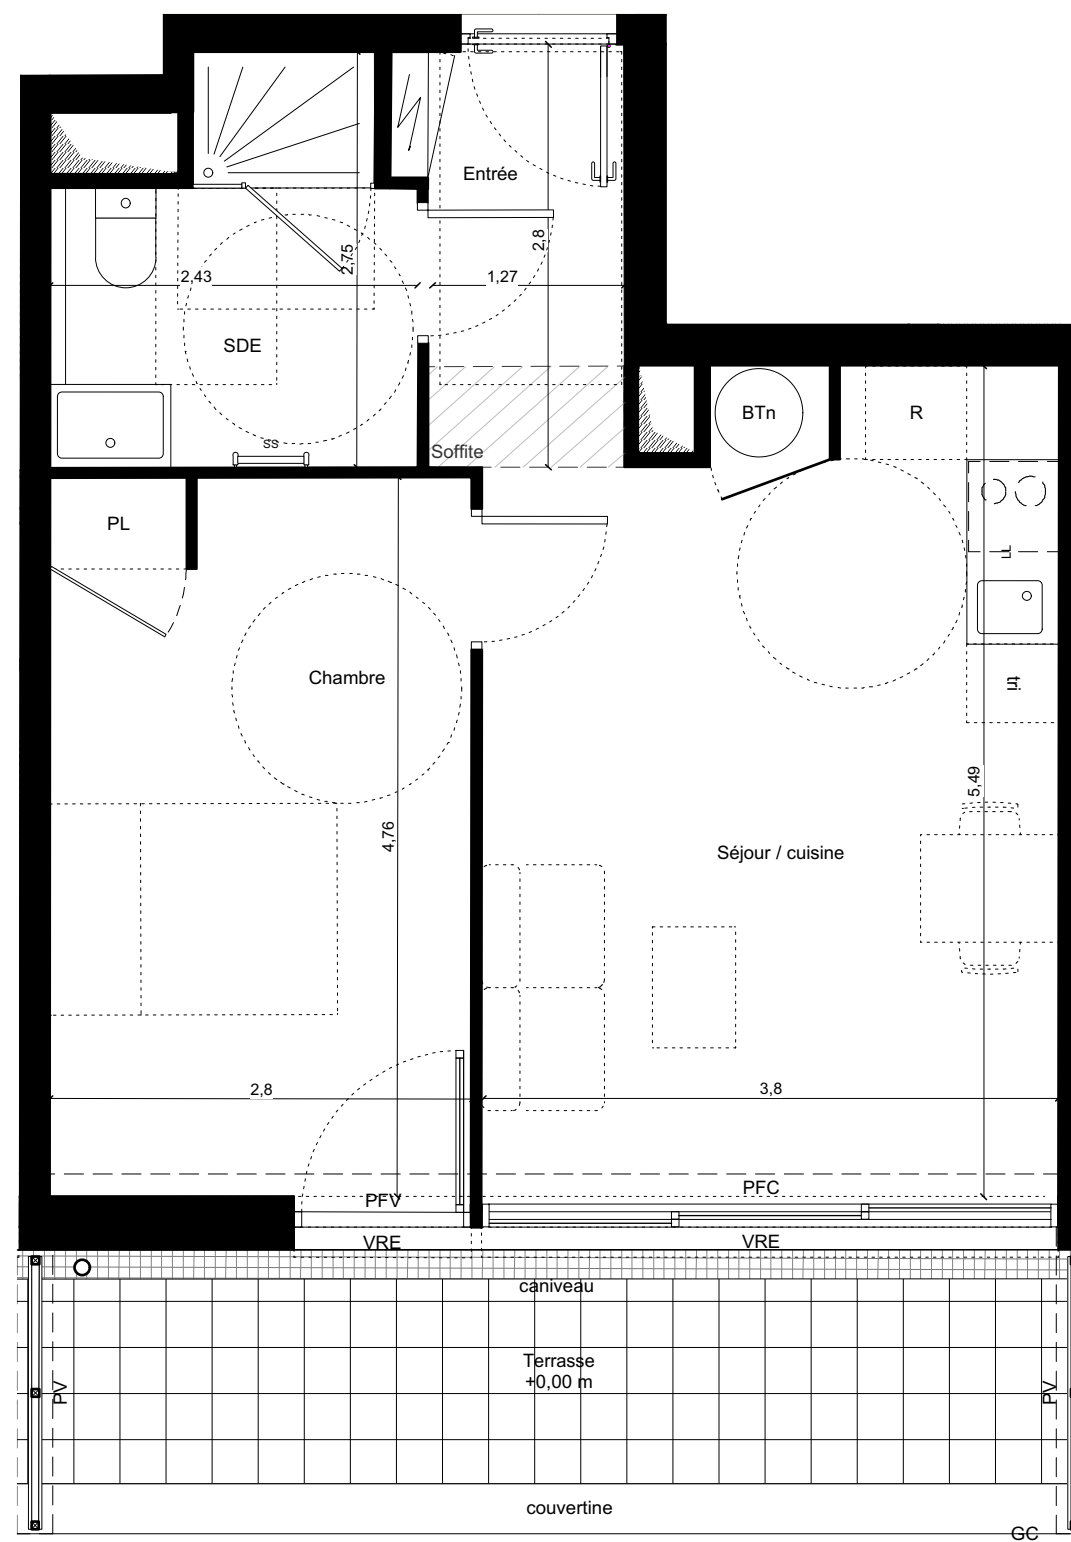 Entrée
2,8
2,75
2,43
1,27
SDE
SS
Soffite
BTn
R
PL
LL
tri
Chambre
4,76
5,49
Séjour / cuisine
2,8
3,8
PFV
PFC
VRE
VRE
caniveau
Terrasse
+0,00 m
PV
PV
couvertine
GC